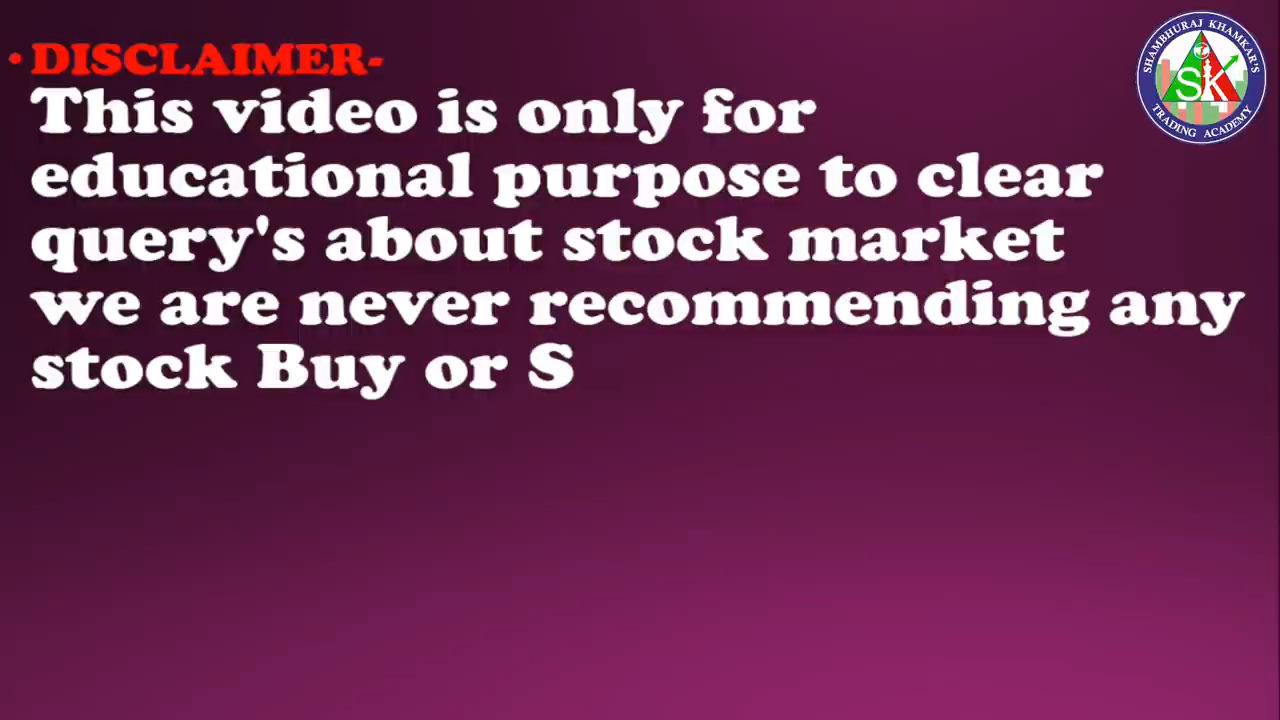 • DISCLAIMER-
This video is only for
educational purpose to clear
query's about stock market
we are never recommending any
stock Buy or S
SHAMBHURAJ KHAMKAR'S
SK
TRADING ACADEMY